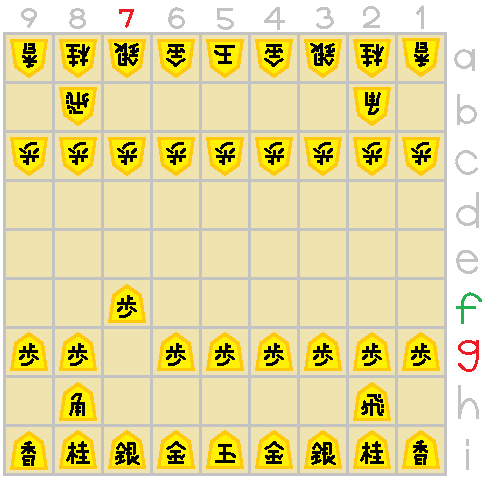 9 8 7 6 5 4 3 2 1
香 桂 銀 金 王 金 銀 桂 香 a
飛 角 b
歩 歩 歩 歩 歩 歩 歩 歩 歩 c
d
e
歩 f
歩 歩 歩 歩 歩 歩 歩 歩 g
角 飛 h
香 桂 銀 金 玉 金 銀 桂 香 i